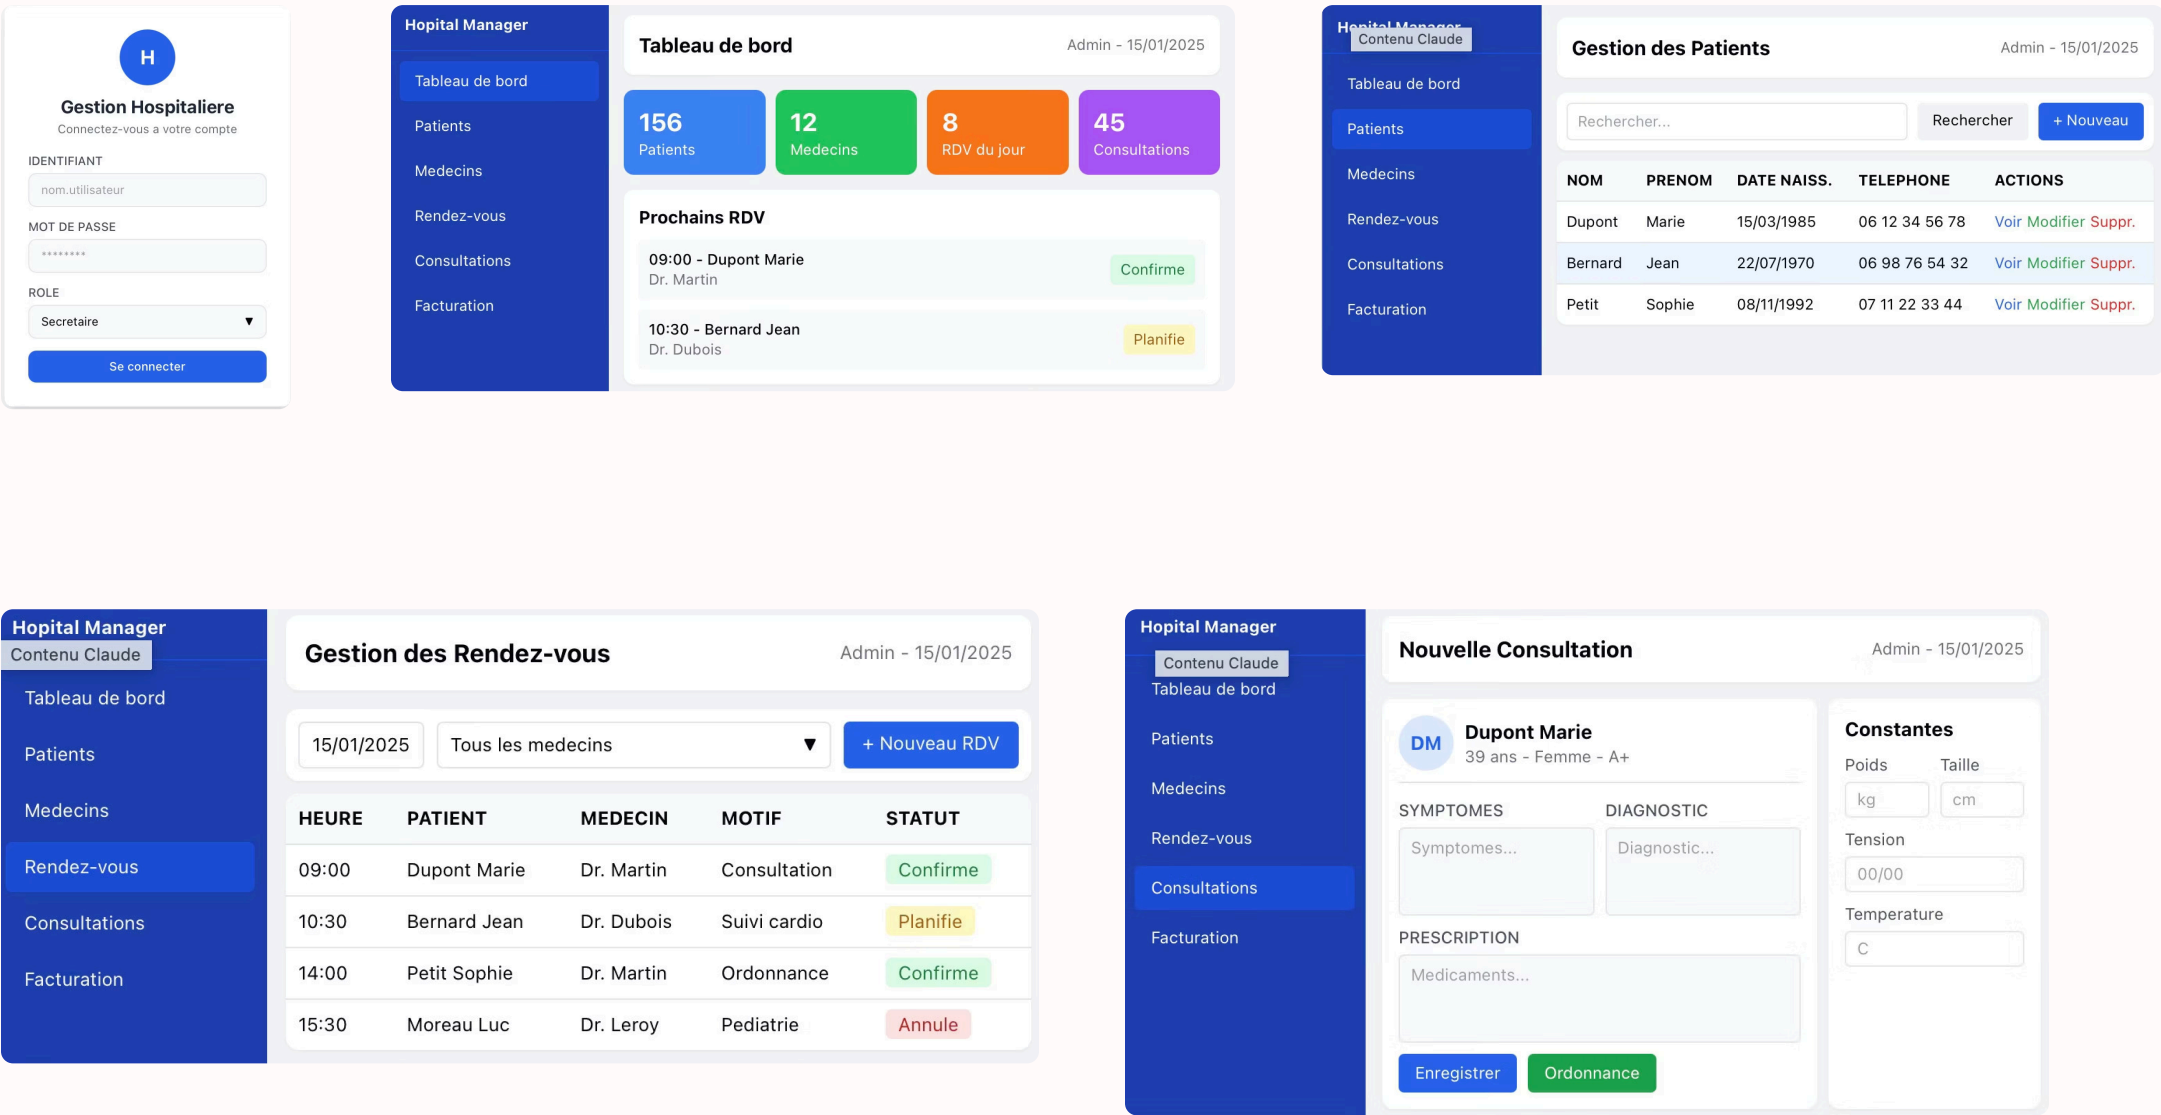 H
Gestion Hospitaliere
Connectez-vous a votre compte
IDENTIFIANT
nom.utilisateur
MOT DE PASSE
********
ROLE
Secretaire ▼
Se connecter
Hopital Manager
Tableau de bord
Patients
Medecins
Rendez-vous
Consultations
Facturation
Tableau de bord
Admin - 15/01/2025
156
Patients
12
Medecins
8
RDV du jour
45
Consultations
Prochains RDV
09:00 - Dupont Marie
Dr. Martin
Confirme
10:30 - Bernard Jean
Dr. Dubois
Planifie
Hopital Manager
Contenu Claude
Tableau de bord
Patients
Medecins
Rendez-vous
Consultations
Facturation
Gestion des Patients
Admin - 15/01/2025
Rechercher...
Rechercher
+ Nouveau
NOM PRENOM DATE NAISS. TELEPHONE ACTIONS
Dupont Marie 15/03/1985 06 12 34 56 78 Voir Modifier Suppr.
Bernard Jean 22/07/1970 06 98 76 54 32 Voir Modifier Suppr.
Petit Sophie 08/11/1992 07 11 22 33 44 Voir Modifier Suppr.
Hopital Manager
Contenu Claude
Tableau de bord
Patients
Medecins
Rendez-vous
Consultations
Facturation
Gestion des Rendez-vous
Admin - 15/01/2025
15/01/2025
Tous les medecins ▼
+ Nouveau RDV
HEURE PATIENT MEDECIN MOTIF STATUT
09:00 Dupont Marie Dr. Martin Consultation Confirme
10:30 Bernard Jean Dr. Dubois Suivi cardio Planifie
14:00 Petit Sophie Dr. Martin Ordonnance Confirme
15:30 Moreau Luc Dr. Leroy Pediatrie Annule
Hopital Manager
Contenu Claude
Tableau de bord
Patients
Medecins
Rendez-vous
Consultations
Facturation
Nouvelle Consultation
Admin - 15/01/2025
DM
Dupont Marie
39 ans - Femme - A+
SYMPTOMES DIAGNOSTIC
Symptomes... Diagnostic...
PRESCRIPTION
Medicaments...
Enregistrer
Ordonnance
Constantes
Poids Taille
kg cm
Tension
00/00
Temperature
C